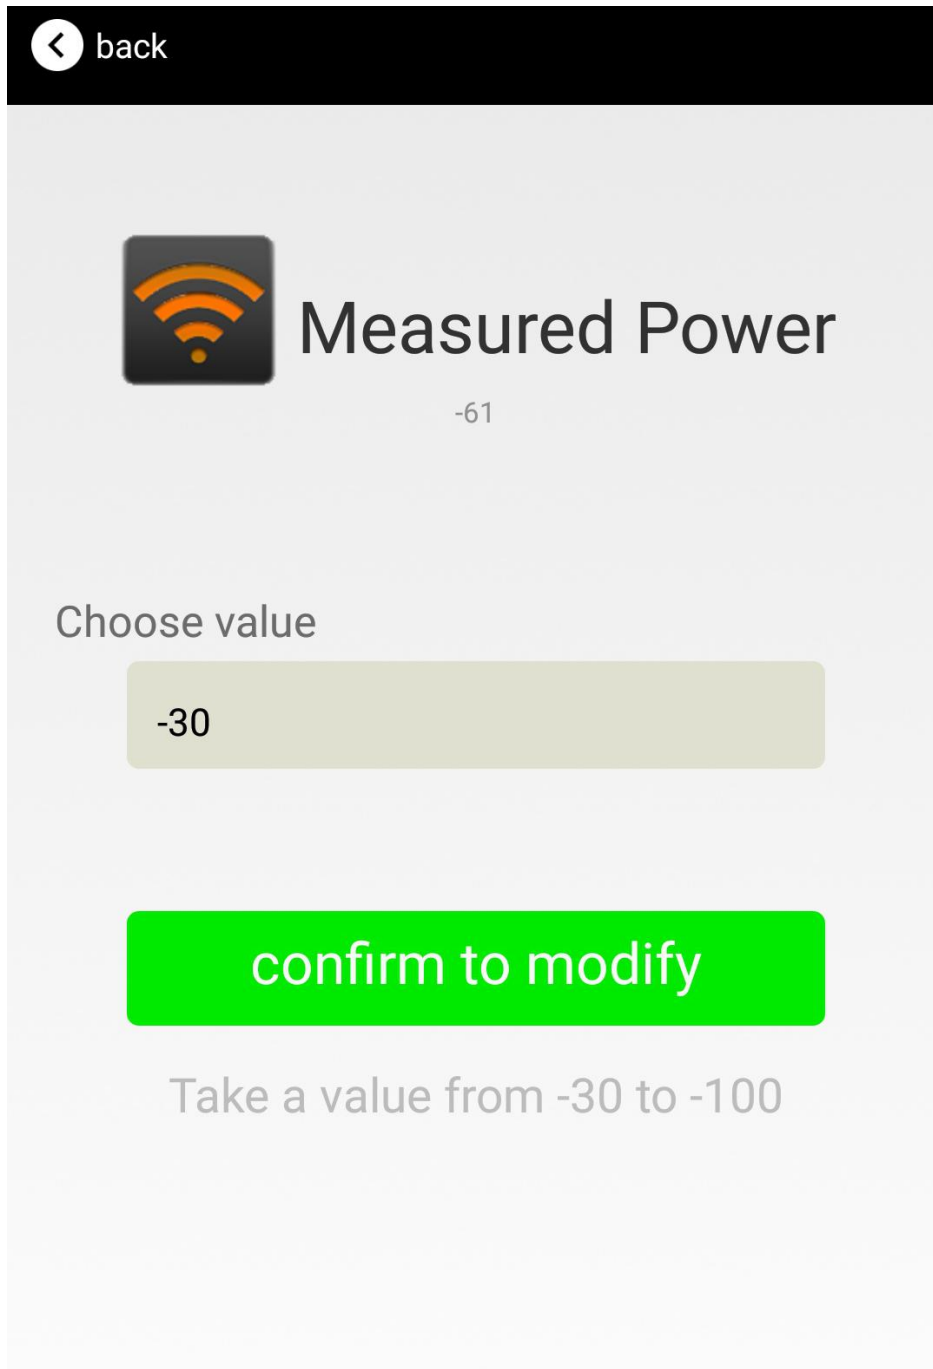 back
Measured Power
-61
Choose value
-30
confirm to modify
Take a value from -30 to -100